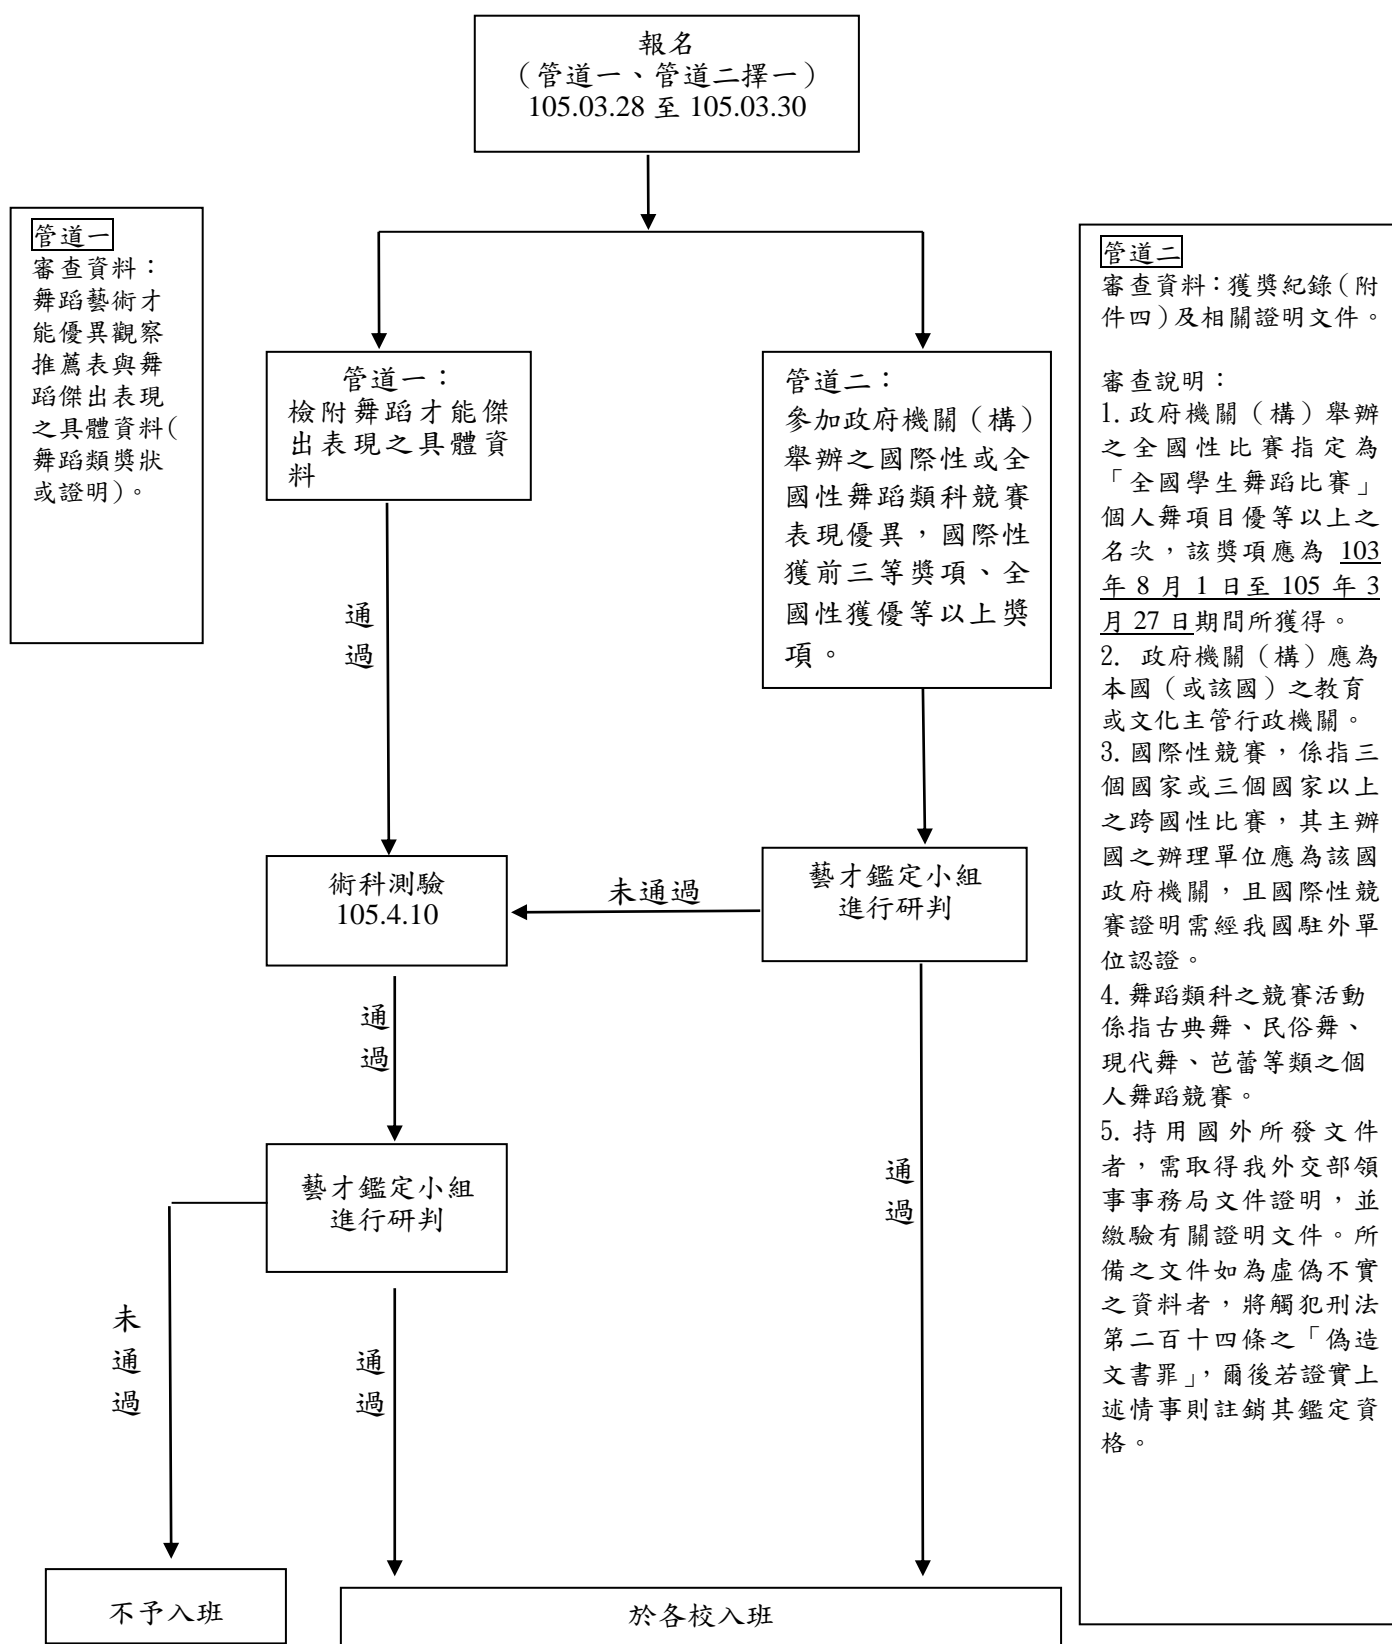 報名
（管道一、管道二擇一）
105.03.28 至 105.03.30
管道一
審查資料：
舞蹈藝術才
能優異觀察
推薦表與舞
蹈傑出表現
之具體資料(
舞蹈類獎狀
或證明)。
管道一：
檢附舞蹈才能傑
出表現之具體資
料
管道二：
參加政府機關（構）
舉辦之國際性或全
國性舞蹈類科競賽
表現優異，國際性
獲前三等獎項、全
國性獲優等以上獎
項。
管道二
審查資料：獲獎紀錄（附
件四）及相關證明文件。
審查說明：
1.政府機關（構）舉辦
之全國性比賽指定為
「全國學生舞蹈比賽」
個人舞項目優等以上之
名次，該獎項應為 103
年 8 月 1 日至 105 年 3
月 27 日期間所獲得。
2. 政府機關（構）應為
本國（或該國）之教育
或文化主管行政機關。
3.國際性競賽，係指三
個國家或三個國家以上
之跨國性比賽，其主辦
國之辦理單位應為該國
政府機關，且國際性競
賽證明需經我國駐外單
位認證。
4.舞蹈類科之競賽活動
係指古典舞、民俗舞、
現代舞、芭蕾等類之個
人舞蹈競賽。
5.持用國外所發文件
者，需取得我外交部領
事事務局文件證明，並
繳驗有關證明文件。所
備之文件如為虛偽不實
之資料者，將觸犯刑法
第二百十四條之「偽造
文書罪」，爾後若證實上
述情事則註銷其鑑定資
格。
通
過
術科測驗
105.4.10
未通過
藝才鑑定小組
進行研判
通
過
藝才鑑定小組
進行研判
通
過
未
通
過
通
過
不予入班
於各校入班